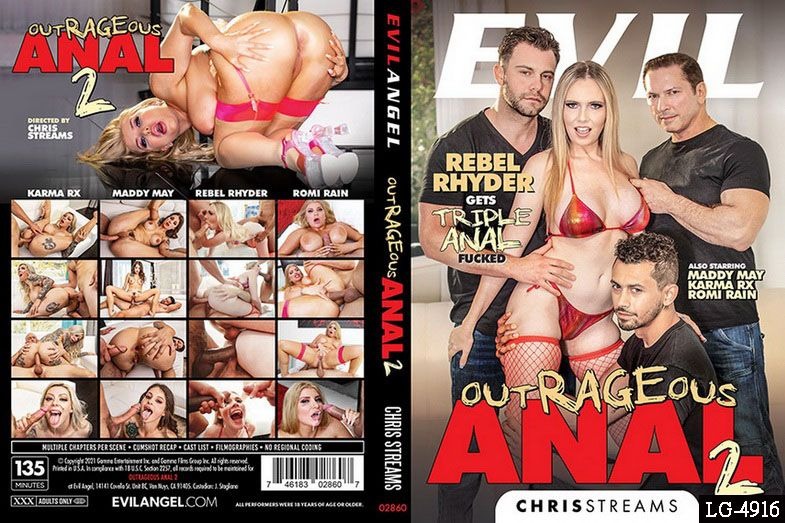 OUTRAGEOUS
ANAL
2
DIRECTED BY
CHRIS
STREAMS
KARMA RX MADDY MAY REBEL RHYDER ROMI RAIN
MULTIPLE CHAPTERS PER SCENE • CUMSHOT RECAP • CAST LIST • FILMOGRAPHIES • NO REGIONAL CODING
135
MINUTES
© Copyright 2021 Gamma Entertainment Inc. and Gamma Films Group Inc. All rights reserved.
Printed in U.S.A. In compliance with 18 U.S.C. Section 2257, all records required to be maintained for
OUTRAGEOUS ANAL 2
at Evil Angel, 14141 Covello St. Unit 8C, Van Nuys, CA 91405. Custodian: J. Stagliano
XXX ADULTS ONLY
EVILANGEL.COM
ALL PERFORMERS WERE 18 YEARS OF AGE OR OLDER.
7 46183 02860 7
EVIL ANGEL
OUTRAGEOUS ANAL 2
CHRIS STREAMS
02860
EVIL
REBEL
RHYDER
GETS
TRIPLE
ANAL
FUCKED
ALSO STARRING
MADDY MAY
KARMA RX
ROMI RAIN
OUTRAGEOUS
ANAL
2
CHRISSTREAMS
LG-4916